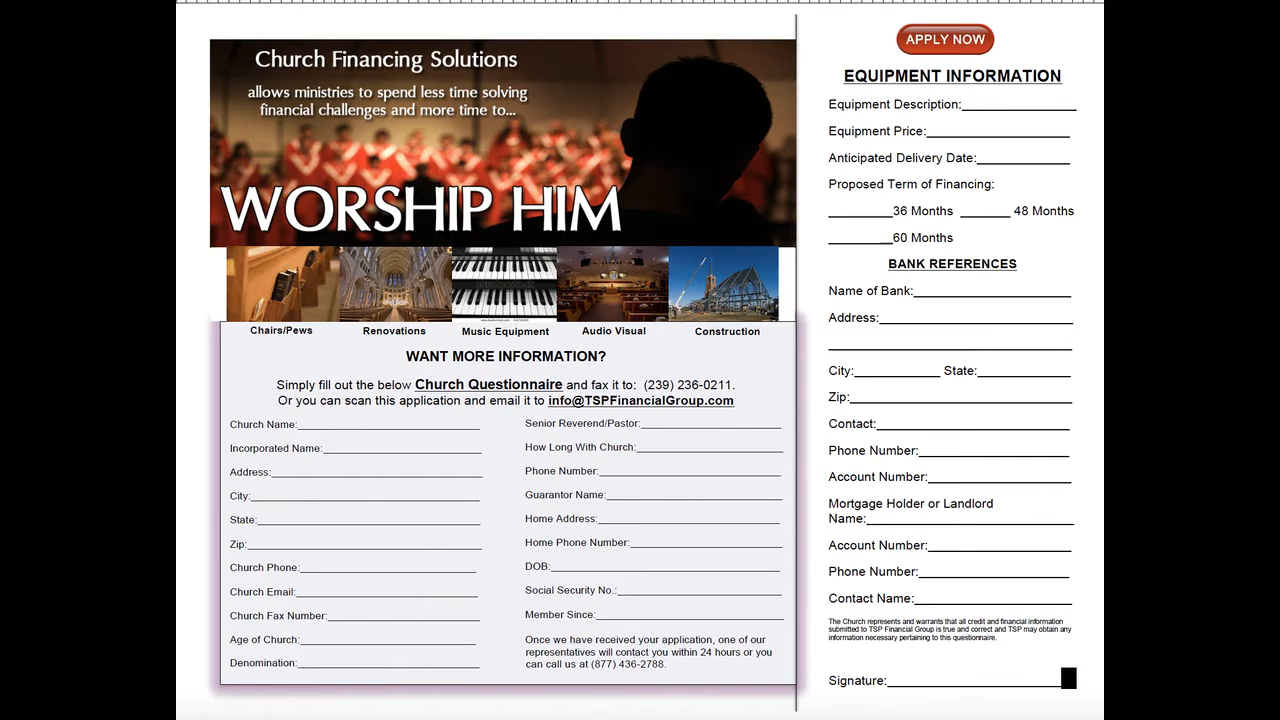 Church Financing Solutions
allows ministries to spend less time solving
financial challenges and more time to...
WORSHIP HIM
Chairs/Pews
Renovations
Music Equipment
Audio Visual
Construction
WANT MORE INFORMATION?
Simply fill out the below Church Questionnaire and fax it to: (239) 236-0211.
Or you can scan this application and email it to info@TSPFinancialGroup.com
Church Name:
Incorporated Name:
Address:
City:
State:
Zip:
Church Phone:
Church Email:
Church Fax Number:
Age of Church:
Denomination:
Senior Reverend/Pastor:
How Long With Church:
Phone Number:
Guarantor Name:
Home Address:
Home Phone Number:
DOB:
Social Security No.:
Member Since:
Once we have received your application, one of our
representatives will contact you within 24 hours or you
can call us at (877) 436-2788.
APPLY NOW
EQUIPMENT INFORMATION
Equipment Description:
Equipment Price:
Anticipated Delivery Date:
Proposed Term of Financing:
36 Months 48 Months
60 Months
BANK REFERENCES
Name of Bank:
Address:
City: State:
Zip:
Contact:
Phone Number:
Account Number:
Mortgage Holder or Landlord
Name:
Account Number:
Phone Number:
Contact Name:
The Church represents and warrants that all credit and financial information
submitted to TSP Financial Group is true and correct and TSP may obtain any
information necessary pertaining to this questionnaire.
Signature: